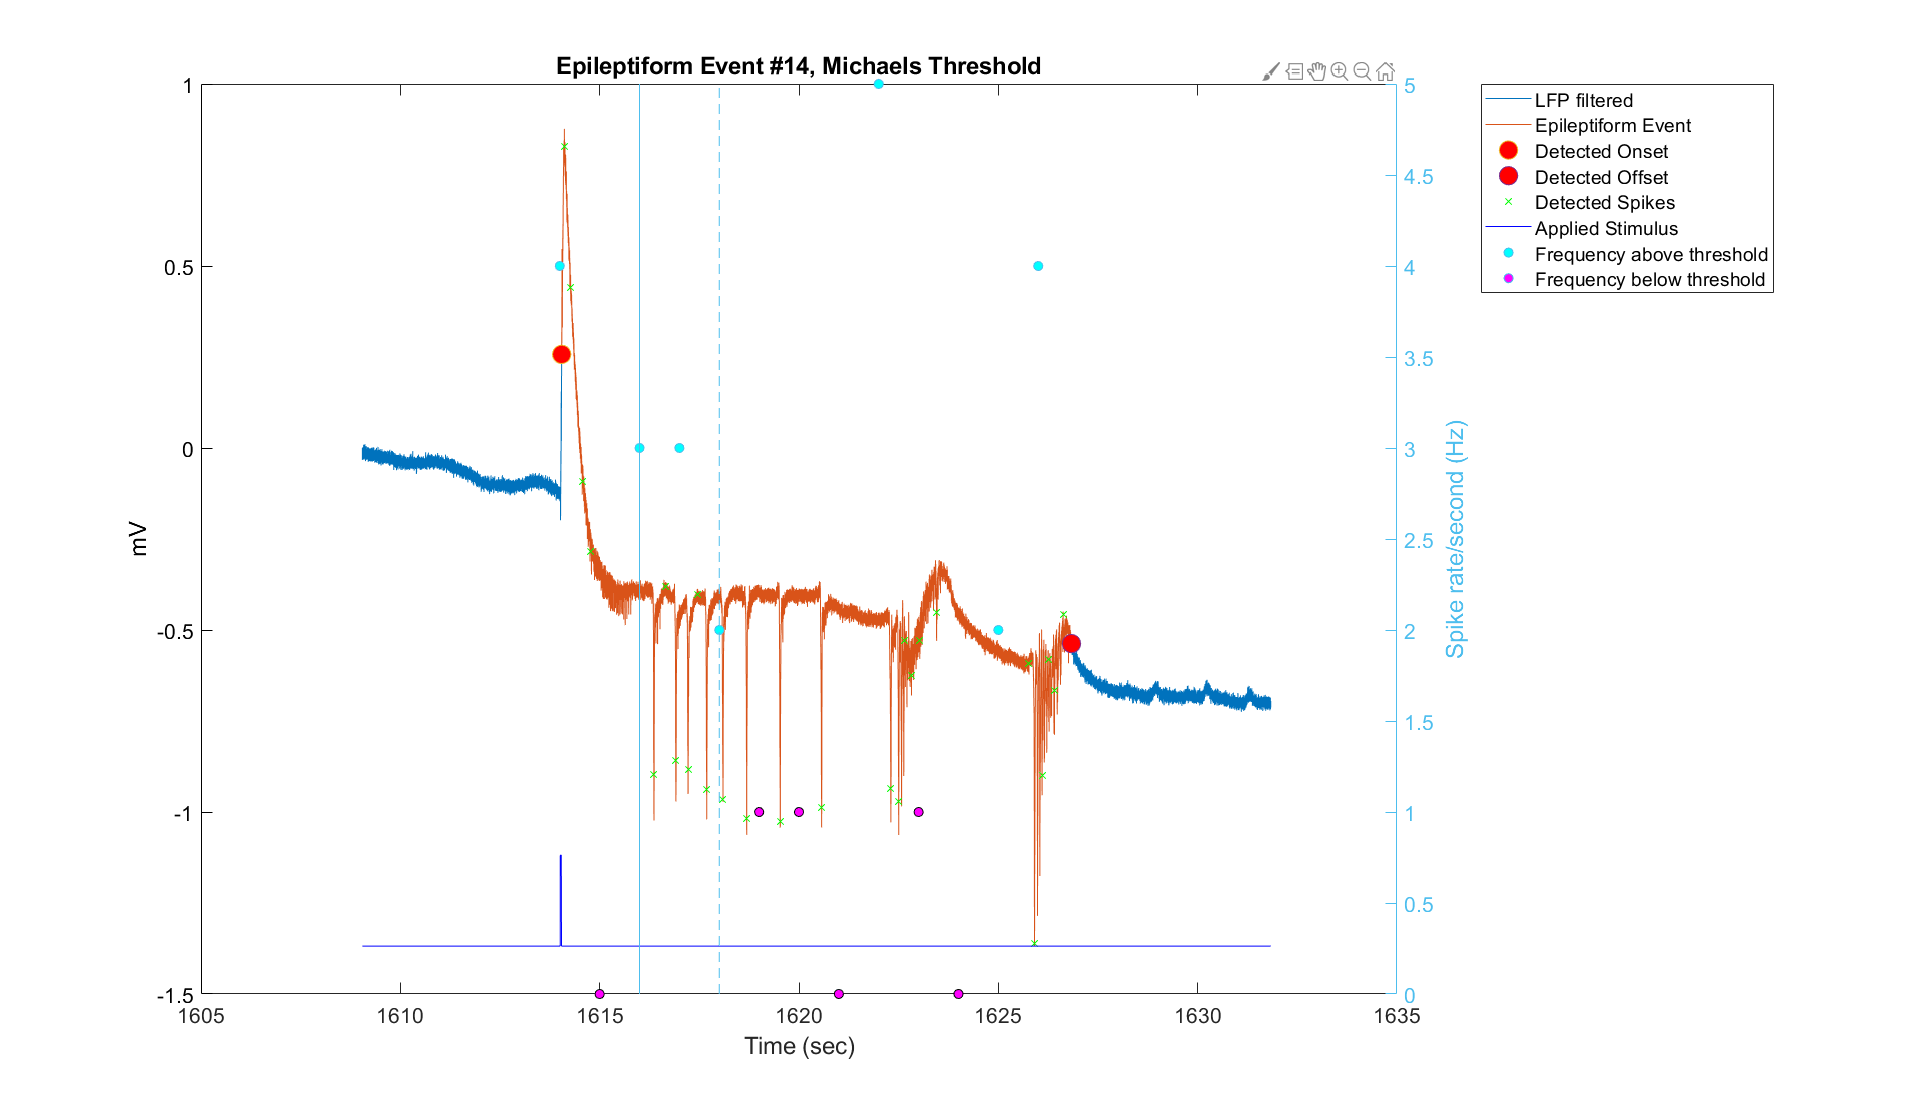 Epileptiform Event #14, Michaels Threshold
1
0.5
0
-0.5
-1
-1.5
mV
1605
1610
1615
1620
1625
1630
1635
Time (sec)
5
4.5
4
3.5
3
2.5
2
1.5
1
0.5
0
Spike rate/second (Hz)
LFP filtered
Epileptiform Event
Detected Onset
Detected Offset
Detected Spikes
Applied Stimulus
Frequency above threshold
Frequency below threshold